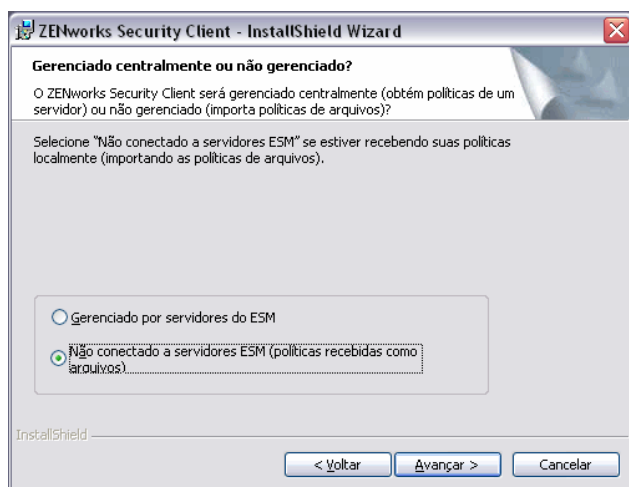 ZENworks Security Client - InstallShield Wizard
Gerenciado centralmente ou não gerenciado?
O ZENworks Security Client será gerenciado centralmente (obtém políticas de um
servidor) ou não gerenciado (importa políticas de arquivos)?
Selecione "Não conectado a servidores ESM" se estiver recebendo suas políticas
localmente (importando as políticas de arquivos).
Gerenciado por servidores do ESM
Não conectado a servidores ESM (políticas recebidas como
arquivos)
InstallShield
< Voltar
Avançar >
Cancelar